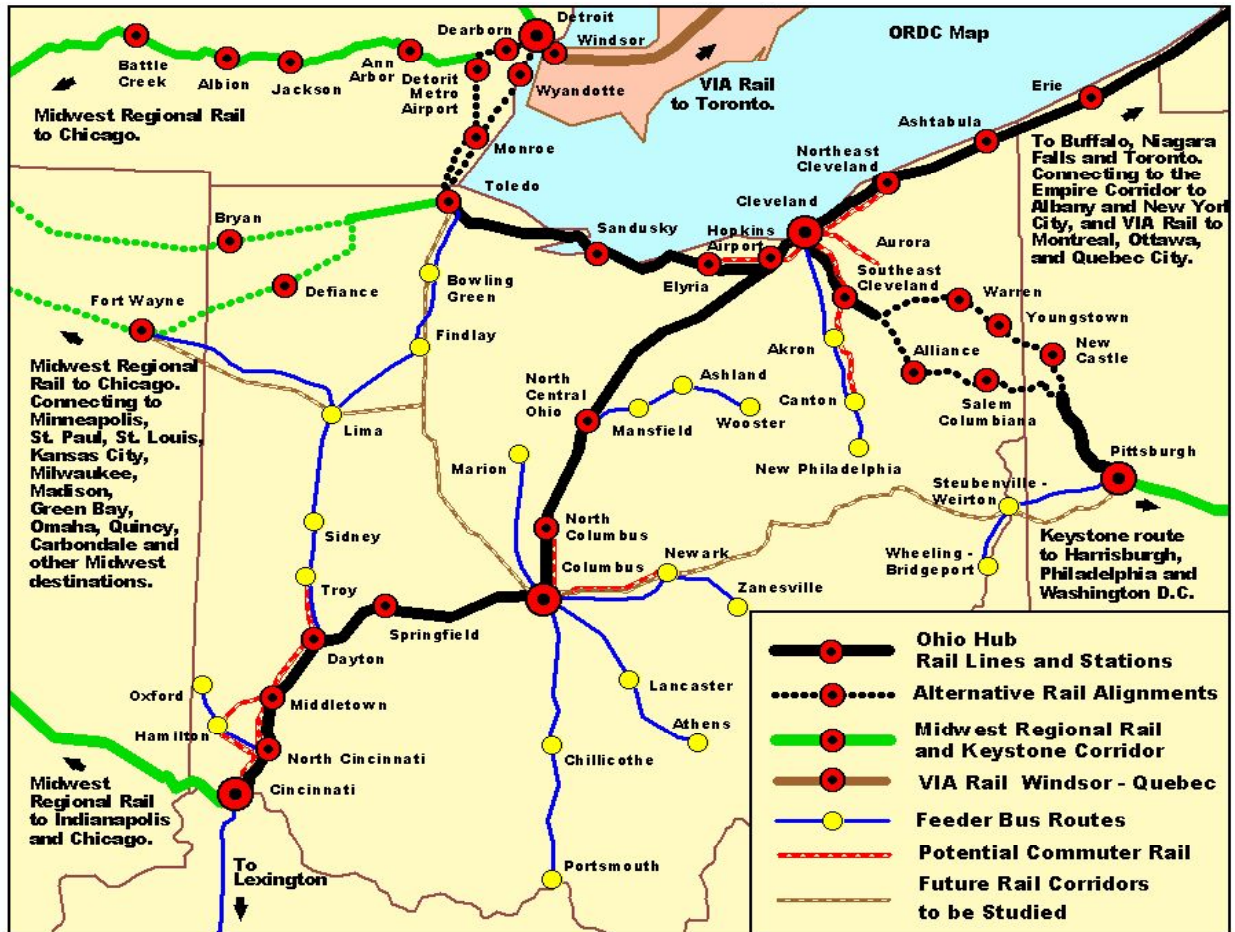 ORDC Map
Detroit
Dearborn
Windsor
Battle
Creek
Albion
Jackson
Ann
Arbor
Detorit
Metro
Airport
Wyandotte
VIA Rail
to Toronto.
Midwest Regional Rail
to Chicago.
Monroe
Toledo
Erie
Ashtabula
Northeast
Cleveland
To Buffalo, Niagara
Falls and Toronto.
Connecting to the
Empire Corridor to
Albany and New York
City, and VIA Rail to
Montreal, Ottawa,
and Quebec City.
Cleveland
Hopkins
Airport
Sandusky
Elyria
Aurora
Southeast
Cleveland
Bryan
Defiance
Fort Wayne
Bowling
Green
Findlay
Lima
Warren
Youngstown
New
Castle
Alliance
Salem
Columbiana
Akron
Canton
New Philadelphia
North
Central
Ohio
Ashland
Mansfield
Wooster
Marion
Midwest Regional
Rail to Chicago.
Connecting to
Minneapolis,
St. Paul, St. Louis,
Kansas City,
Milwaukee,
Madison,
Green Bay,
Omaha, Quincy,
Carbondale and
other Midwest
destinations.
Pittsburgh
Steubenville -
Weirton
Wheeling -
Bridgeport
Keystone route
to Harrisburgh,
Philadelphia and
Washington D.C.
Sidney
Troy
North
Columbus
Columbus
Newark
Zanesville
Springfield
Dayton
Oxford
Middletown
Hamilton
North Cincinnati
Cincinnati
Lancaster
Athens
Chillicothe
Portsmouth
Midwest
Regional Rail
to Indianapolis
and Chicago.
To
Lexington
Ohio Hub
Rail Lines and Stations
Alternative Rail Alignments
Midwest Regional Rail
and Keystone Corridor
VIA Rail Windsor - Quebec
Feeder Bus Routes
Potential Commuter Rail
Future Rail Corridors
to be Studied